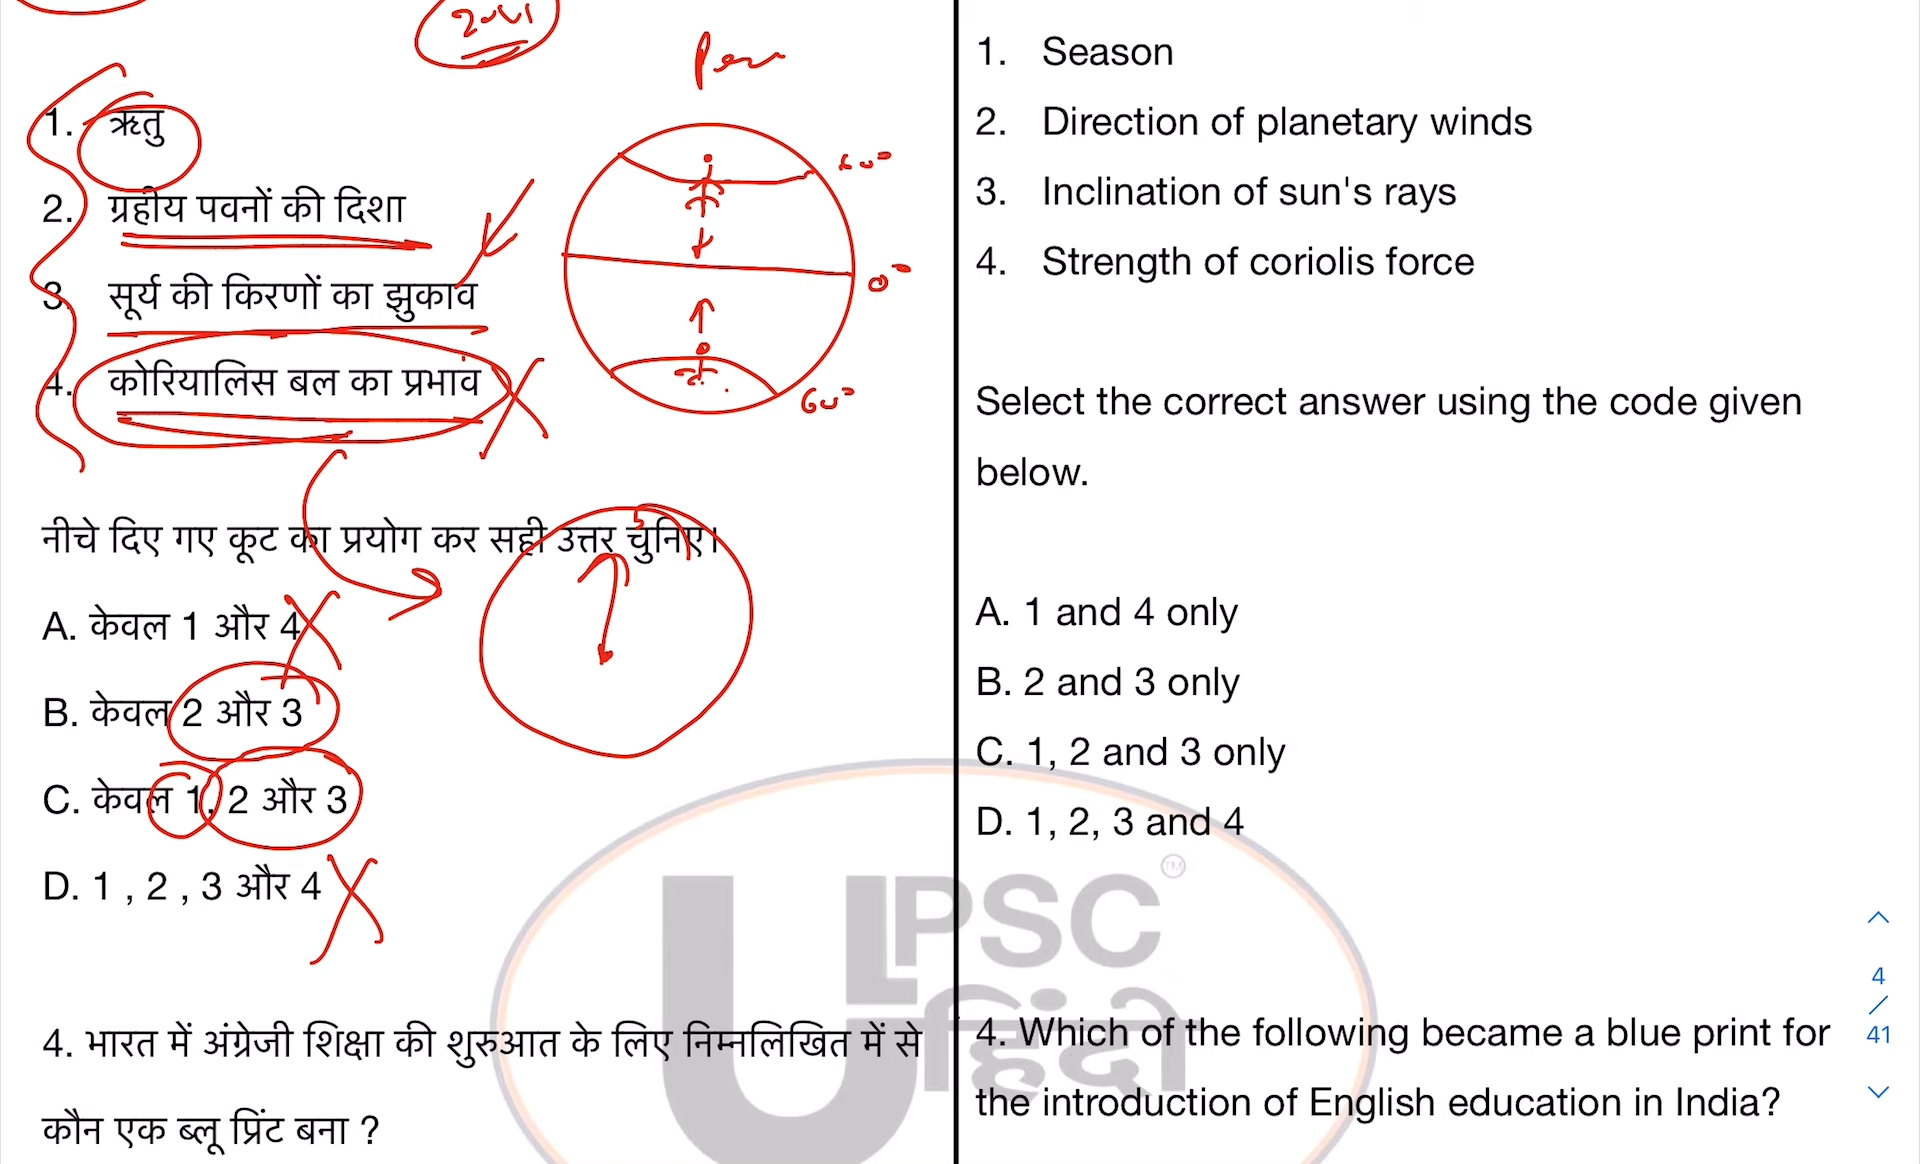 1. ऋतु
2. ग्रहीय पवनों की दिशा
3. सूर्य की किरणों का झुकाव
4. कोरियालिस बल का प्रभाव
60°
0°
60°
नीचे दिए गए कूट का प्रयोग कर सही उत्तर चुनिए।
A. केवल 1 और 4
B. केवल 2 और 3
C. केवल 1, 2 और 3
D. 1 , 2 , 3 और 4
4. भारत में अंग्रेजी शिक्षा की शुरुआत के लिए निम्नलिखित में से
कौन एक ब्लू प्रिंट बना ?
1. Season
2. Direction of planetary winds
3. Inclination of sun's rays
4. Strength of coriolis force
Select the correct answer using the code given
below.
A. 1 and 4 only
B. 2 and 3 only
C. 1, 2 and 3 only
D. 1, 2, 3 and 4
4. Which of the following became a blue print for
the introduction of English education in India?
UPSC
TM
हिंदी
4
/
41